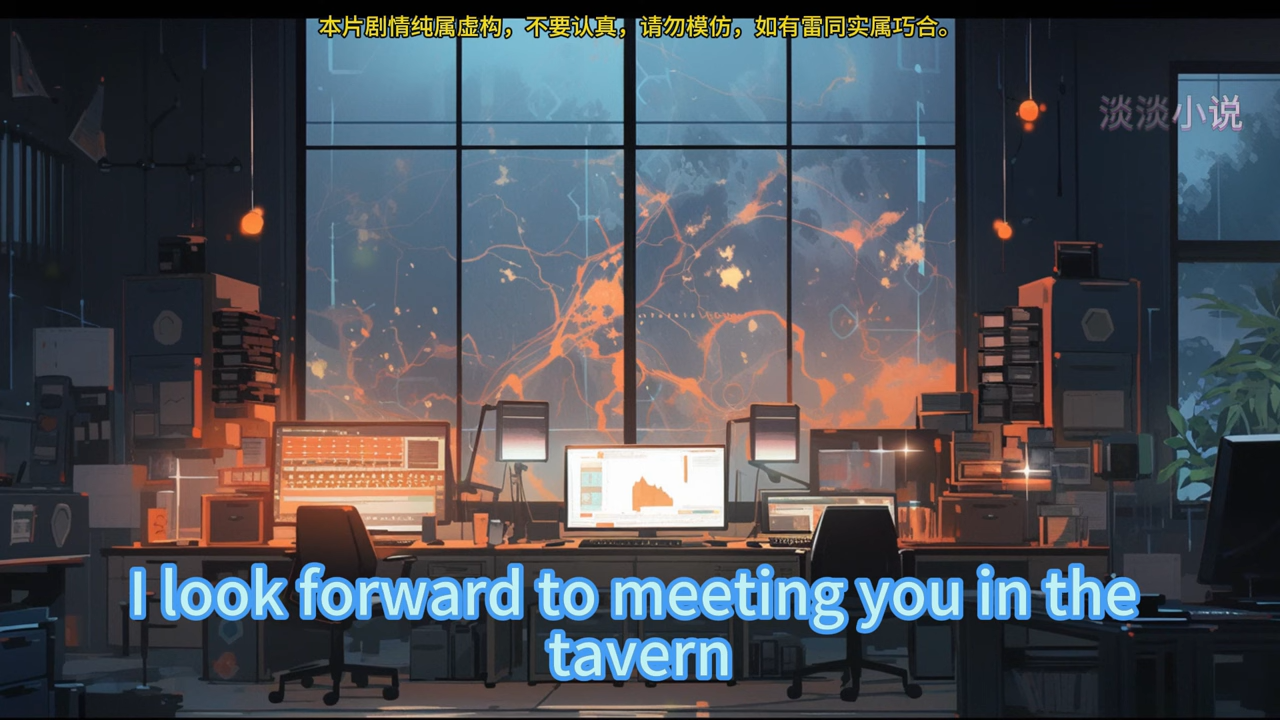 本片剧情纯属虚构，不要认真，请勿模仿，如有雷同实属巧合。
淡淡小说
I look forward to meeting you in the
tavern